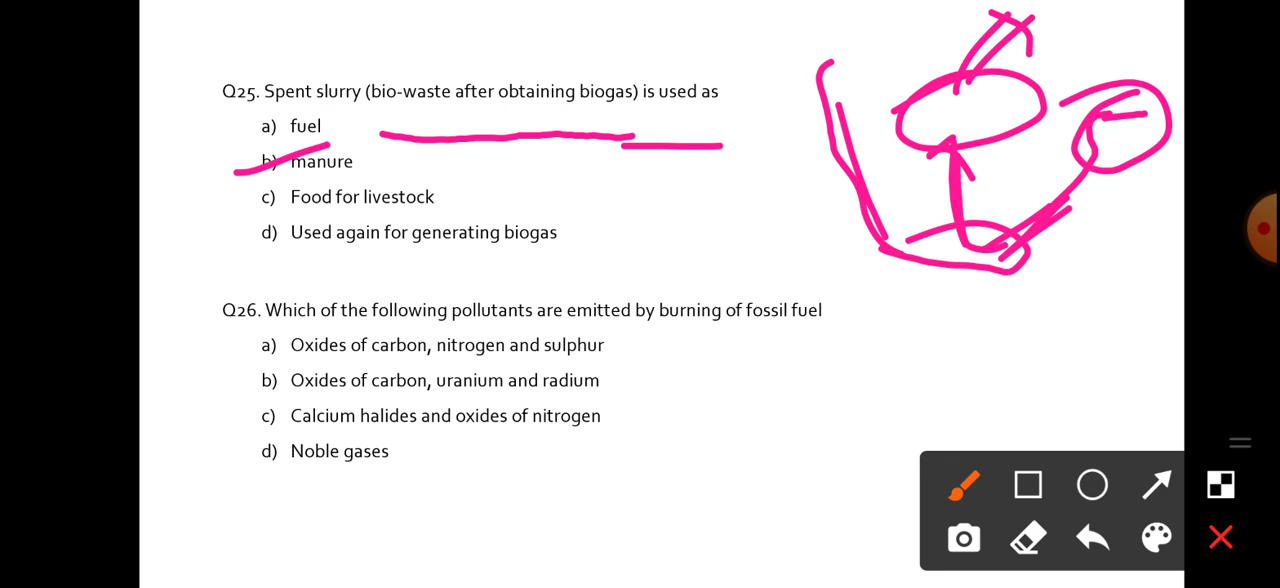 Q25. Spent slurry (bio-waste after obtaining biogas) is used as
a) fuel
b) manure
c) Food for livestock
d) Used again for generating biogas
Q26. Which of the following pollutants are emitted by burning of fossil fuel
a) Oxides of carbon, nitrogen and sulphur
b) Oxides of carbon, uranium and radium
c) Calcium halides and oxides of nitrogen
d) Noble gases